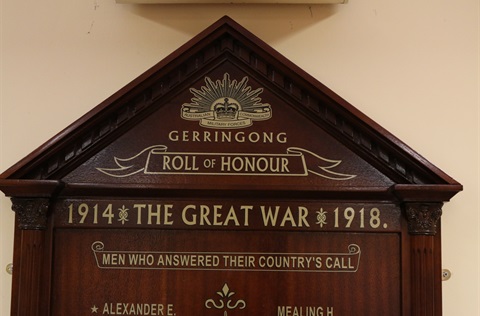 GERRINGONG
ROLL OF HONOUR
1914 THE GREAT WAR 1918.
MEN WHO ANSWERED THEIR COUNTRY'S CALL
★ ALEXANDER E. MEALING H.